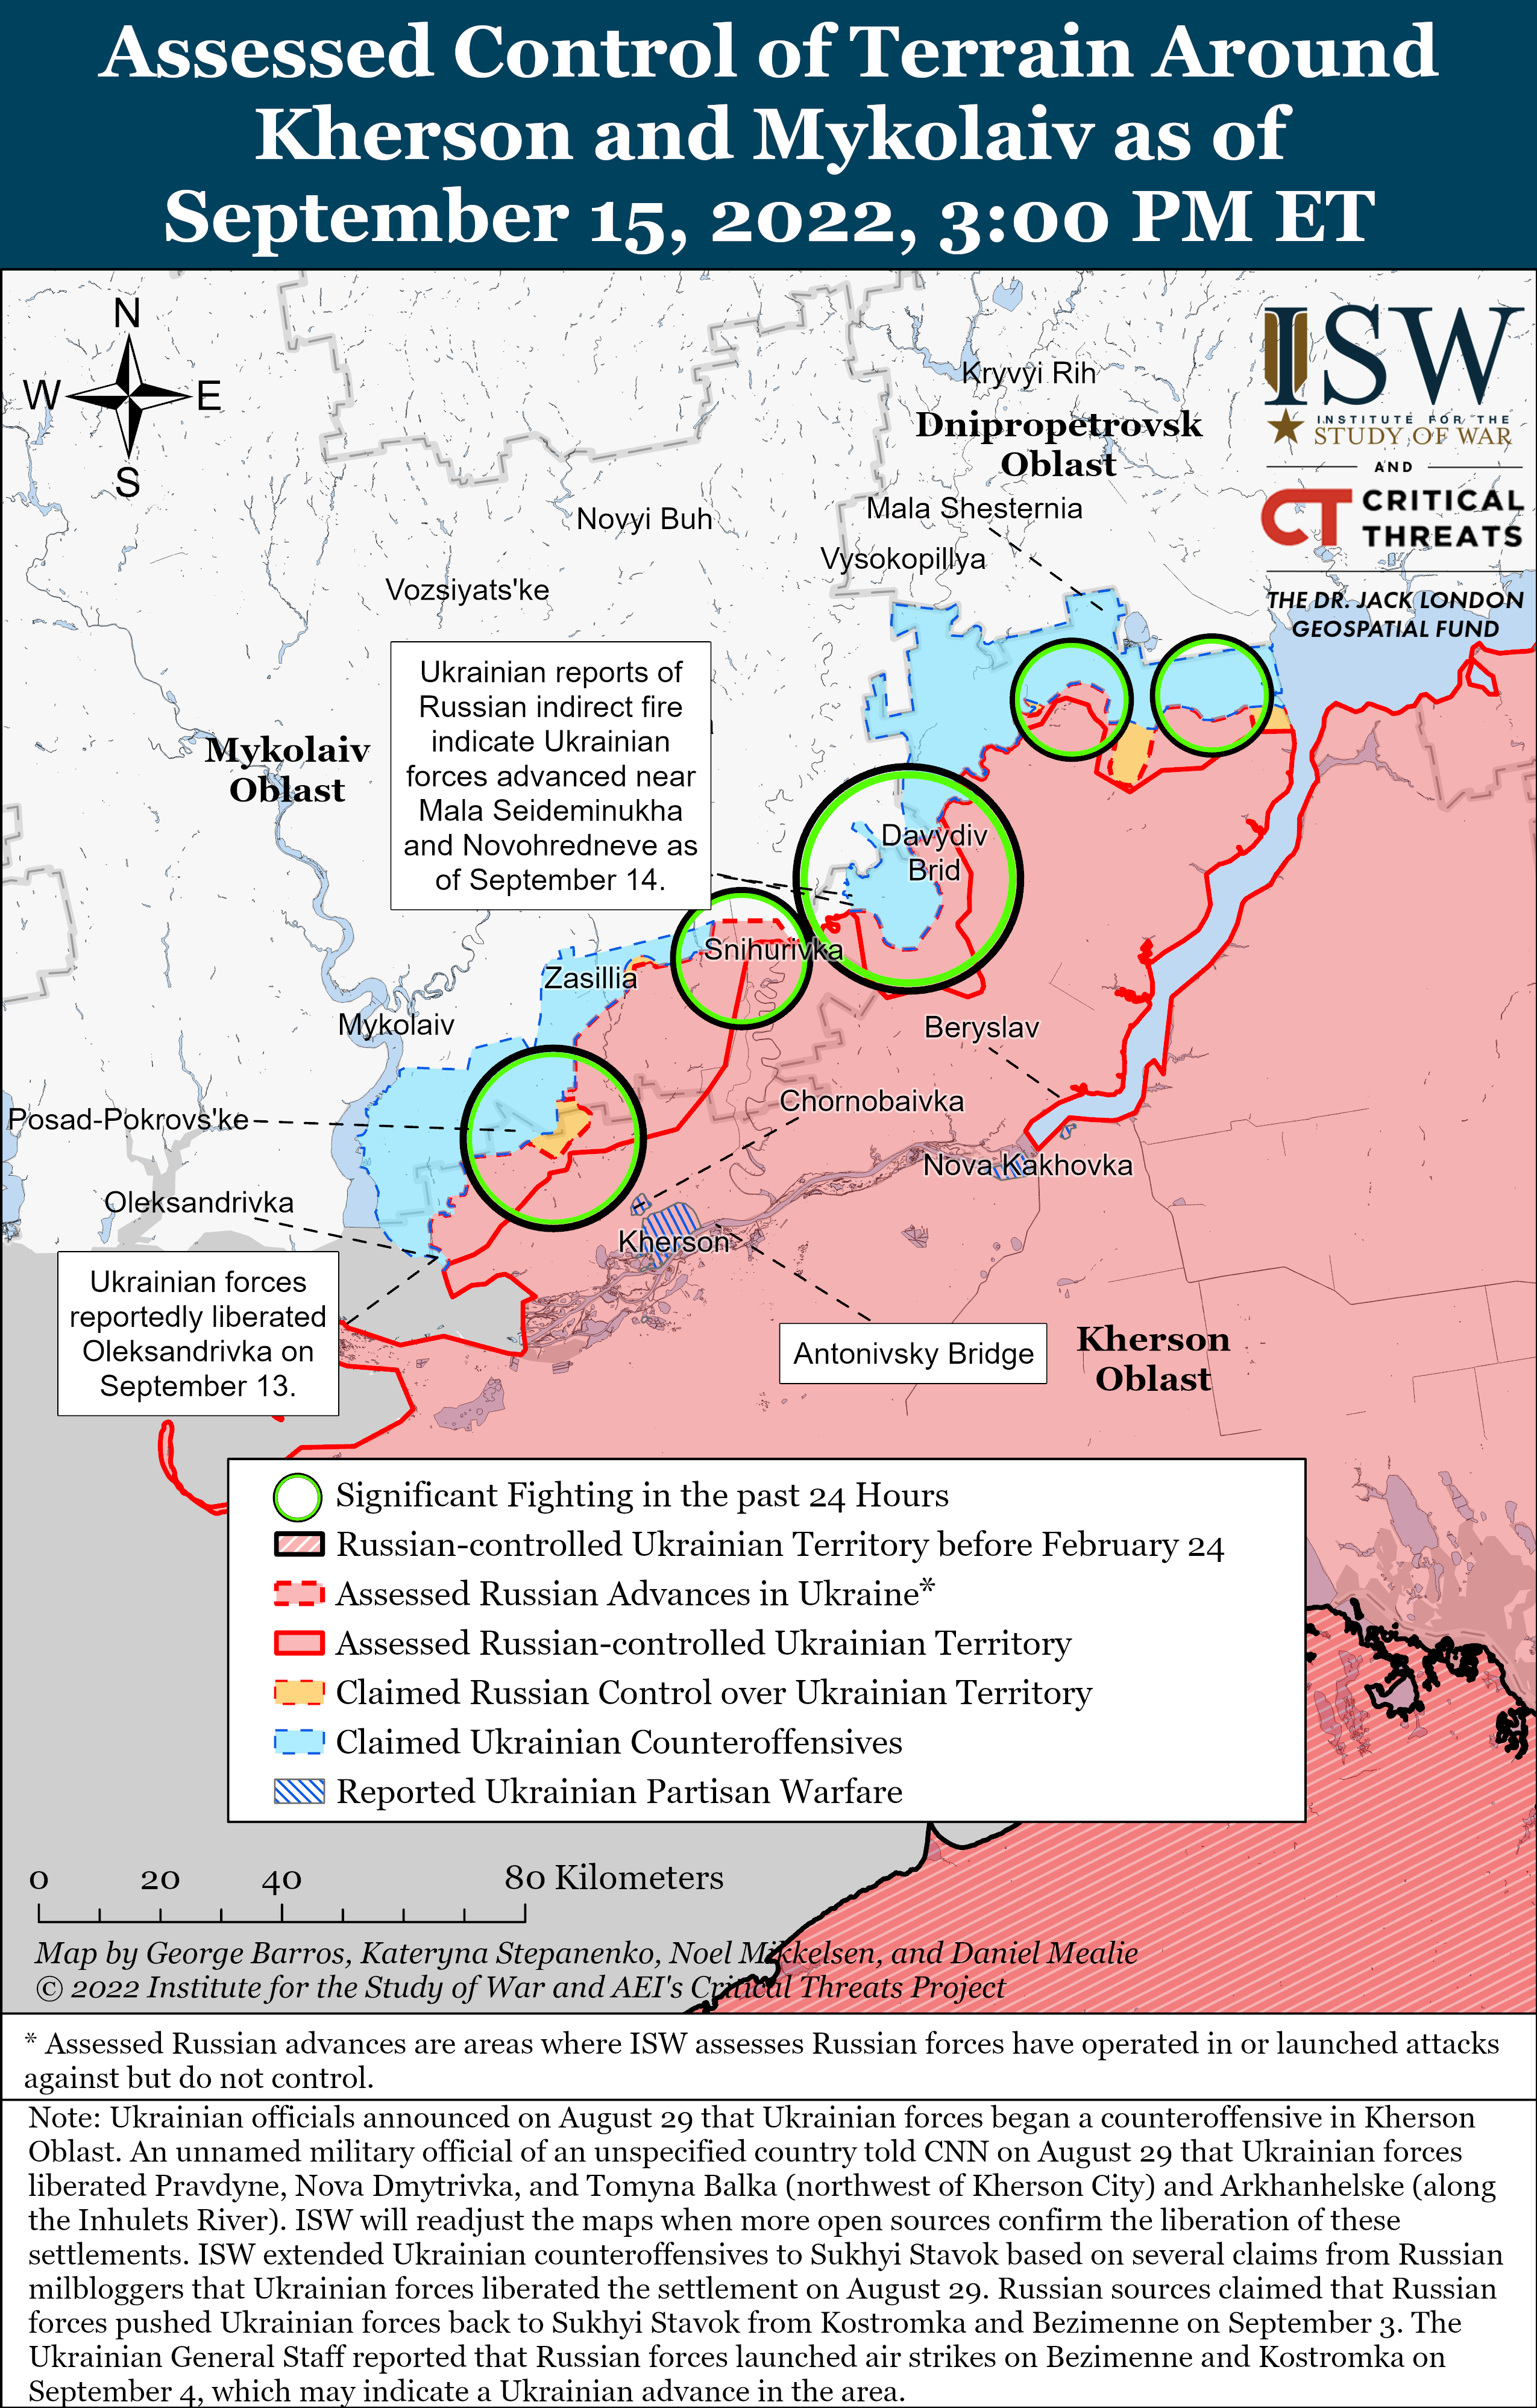 Assessed Control of Terrain Around
Kherson and Mykolaiv as of
September 15, 2022, 3:00 PM ET
N
W
E
S
ISW
INSTITUTE FOR THE
STUDY OF WAR
AND
CT CRITICAL
THREATS
THE DR. JACK LONDON
GEOSPATIAL FUND
Kryvyi Rih
Dnipropetrovsk
Oblast
Mala Shesternia
Novyi Buh
Vysokopillya
Vozsiyats'ke
Ukrainian reports of
Russian indirect fire
indicate Ukrainian
forces advanced near
Mala Seideminukha
and Novohredneve as
of September 14.
Mykolaiv
Oblast
Davydiv
Brid
Snihurivka
Zasillia
Mykolaiv
Beryslav
Chornobaivka
Posad-Pokrovs'ke
Nova Kakhovka
Oleksandrivka
Kherson
Ukrainian forces
reportedly liberated
Oleksandrivka on
September 13.
Antonivsky Bridge
Kherson
Oblast
Significant Fighting in the past 24 Hours
Russian-controlled Ukrainian Territory before February 24
Assessed Russian Advances in Ukraine*
Assessed Russian-controlled Ukrainian Territory
Claimed Russian Control over Ukrainian Territory
Claimed Ukrainian Counteroffensives
Reported Ukrainian Partisan Warfare
0 20 40 80 Kilometers
Map by George Barros, Kateryna Stepanenko, Noel Mikkelsen, and Daniel Mealie
© 2022 Institute for the Study of War and AEI's Critical Threats Project
* Assessed Russian advances are areas where ISW assesses Russian forces have operated in or launched attacks
against but do not control.
Note: Ukrainian officials announced on August 29 that Ukrainian forces began a counteroffensive in Kherson
Oblast. An unnamed military official of an unspecified country told CNN on August 29 that Ukrainian forces
liberated Pravdyne, Nova Dmytrivka, and Tomyna Balka (northwest of Kherson City) and Arkhanhelske (along
the Inhulets River). ISW will readjust the maps when more open sources confirm the liberation of these
settlements. ISW extended Ukrainian counteroffensives to Sukhyi Stavok based on several claims from Russian
milbloggers that Ukrainian forces liberated the settlement on August 29. Russian sources claimed that Russian
forces pushed Ukrainian forces back to Sukhyi Stavok from Kostromka and Bezimenne on September 3. The
Ukrainian General Staff reported that Russian forces launched air strikes on Bezimenne and Kostromka on
September 4, which may indicate a Ukrainian advance in the area.